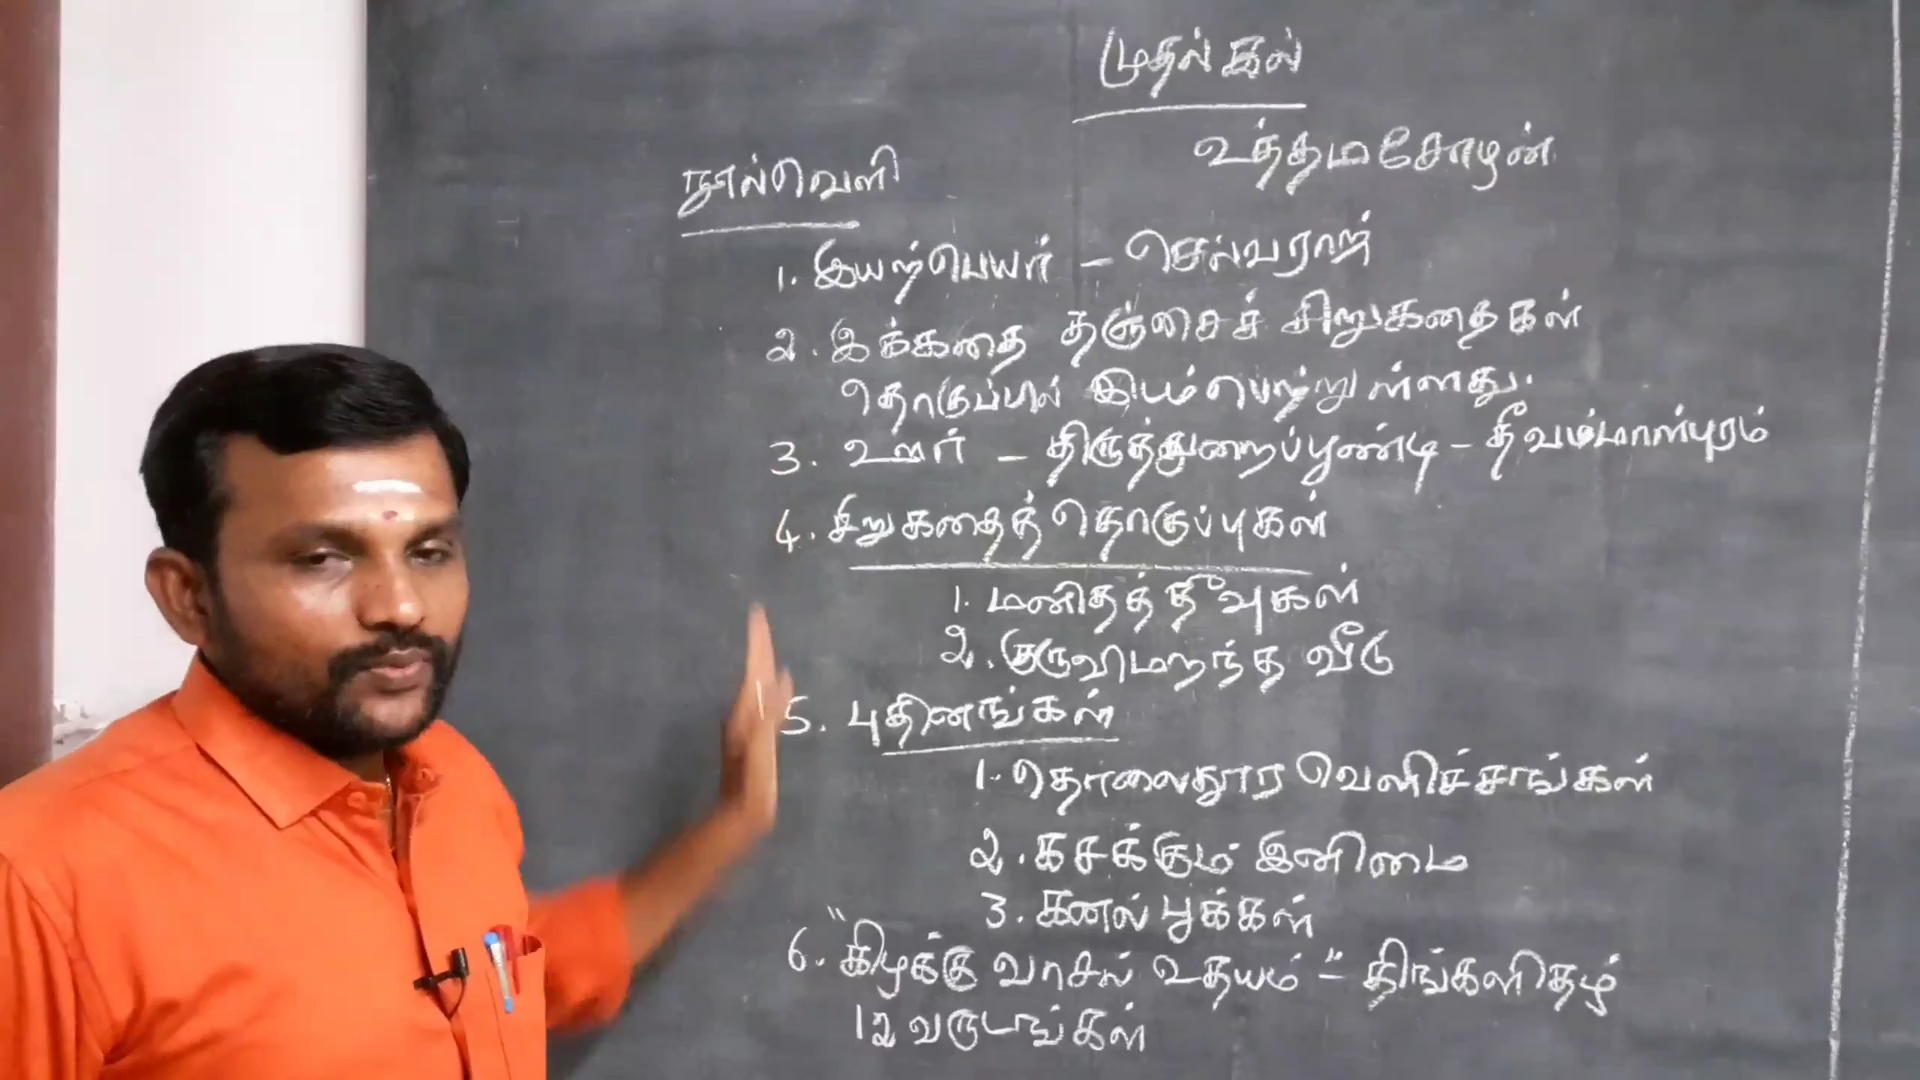 முதல் கல்
உத்தமசோழன்
நூல்வெளி
1. இயற்பெயர் - செல்வராஜ்
2. இக்கதை தஞ்சைச் சிறுகதைகள்
தொகுப்பில் இடம்பெற்றுள்ளது.
3. ஊர் - திருத்துறைப்பூண்டி - தீவாம்மாள்புரம்
4. சிறுகதைத் தொகுப்புகள்
1. மனிதத் தீவுகள்
2. குருவிமறந்த வீடு
5. புதினங்கள்
1. தொலைதூர வெளிச்சங்கள்
2. கசக்கும் இனிமை
3. கனல் பூக்கள்
6. "கிழக்கு வாசல் உதயம்" - திங்களிதழ்
12 வருடங்கள்